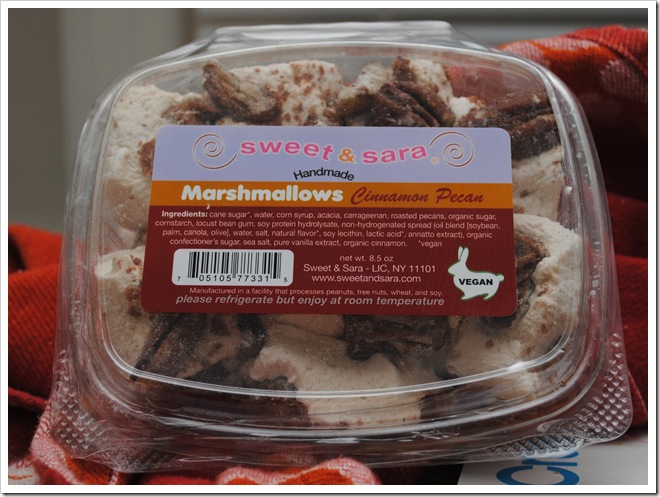 sweet & sara®
Handmade
Marshmallows Cinnamon Pecan
Ingredients: cane sugar*, water, corn syrup, acacia, carrageenan, roasted pecans, organic sugar,
cornstarch, locust bean gum, soy protein hydrolysate, non-hydrogenated spread (oil blend [soybean,
palm, canola, olive], water, salt, natural flavor*, soy lecithin, lactic acid*, annatto extract), organic
confectioner's sugar, sea salt, pure vanilla extract, organic cinnamon. *vegan
net wt. 8.5 oz
Sweet & Sara - LIC, NY 11101
www.sweetandsara.com
7 05105 77331 5
VEGAN
Manufactured in a facility that processes peanuts, tree nuts, wheat, and soy.
please refrigerate but enjoy at room temperature